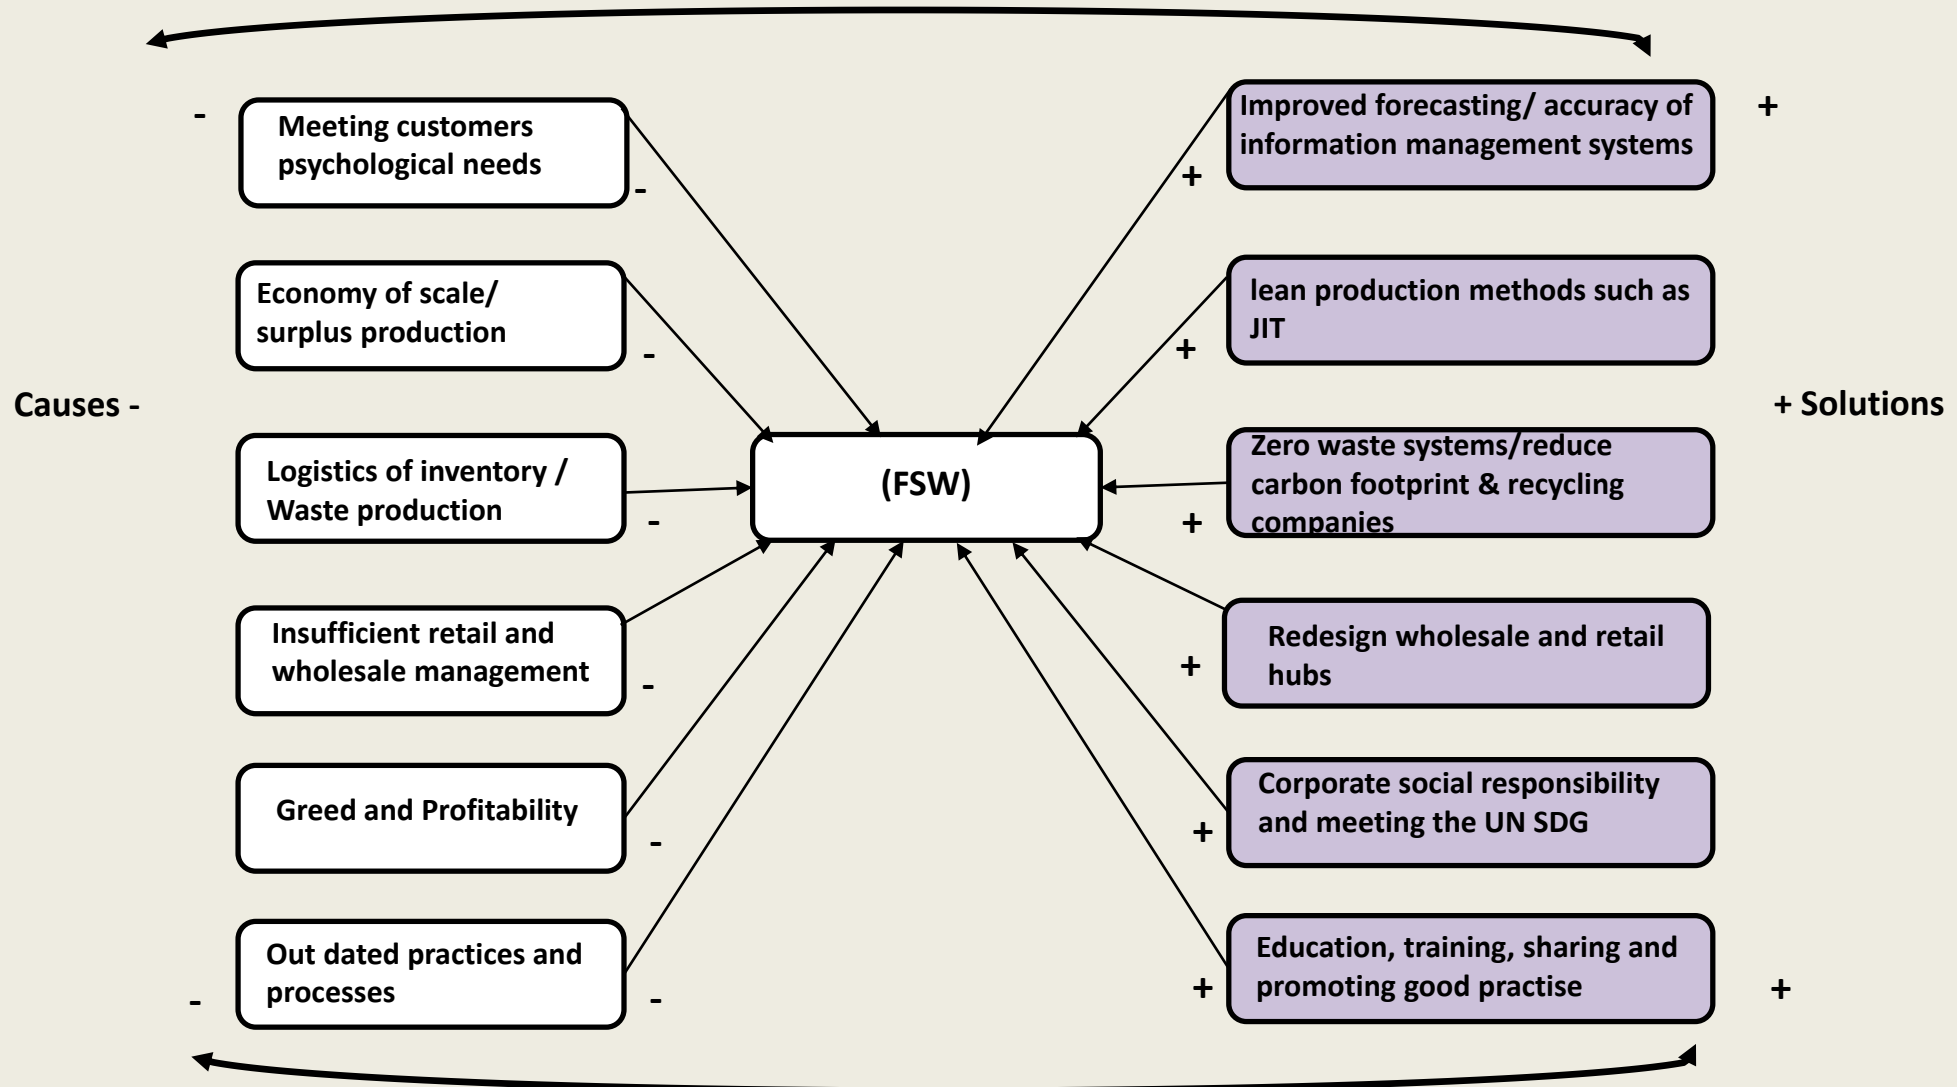 -
Meeting customers
psychological needs
-
Economy of scale/
surplus production
-
Causes -
Logistics of inventory /
Waste production
-
Insufficient retail and
wholesale management
-
Greed and Profitability
-
Out dated practices and
processes
-
-
(FSW)
Improved forecasting/ accuracy of
information management systems
+
+
lean production methods such as
JIT
+
+ Solutions
Zero waste systems/reduce
carbon footprint & recycling
companies
+
Redesign wholesale and retail
hubs
+
Corporate social responsibility
and meeting the UN SDG
+
Education, training, sharing and
promoting good practise
+
+